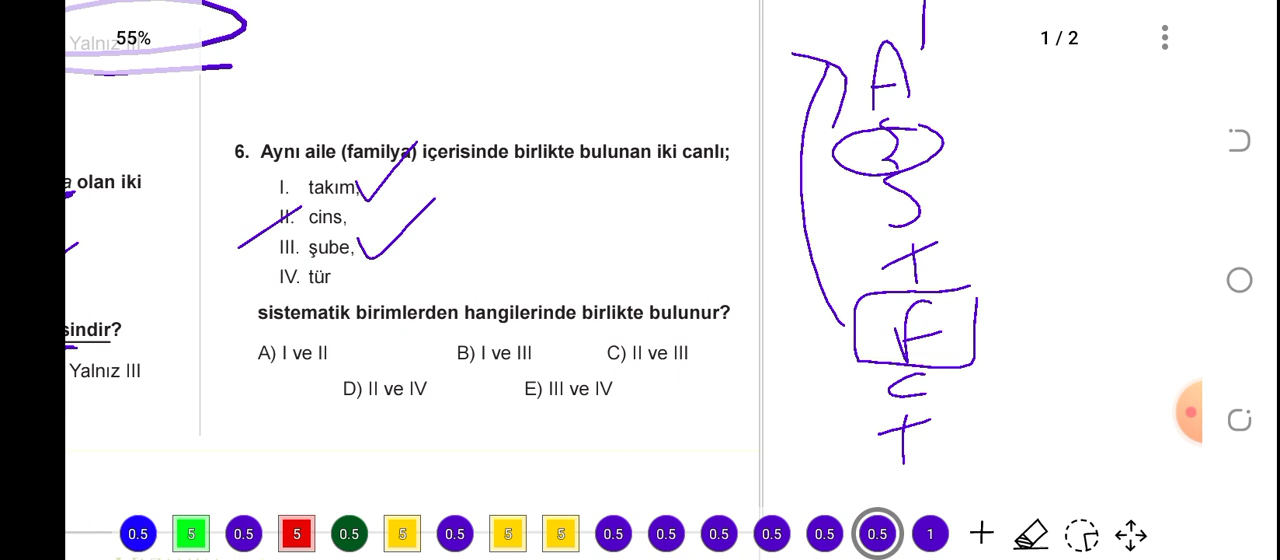 Yalnız III
55%
1 / 2
A
olan iki
6. Aynı aile (familya) içerisinde birlikte bulunan iki canlı;
I. takım,
Ş
II. cins,
S
III. şube,
T
IV. tür
sistematik birimlerden hangilerinde birlikte bulunur?
F
sindir?
A) I ve II B) I ve III C) II ve III
Yalnız III
D) II ve IV E) III ve IV
C
T
0.5 5 0.5 5 0.5 5 0.5 5 5 0.5 0.5 0.5 0.5 0.5 0.5 1